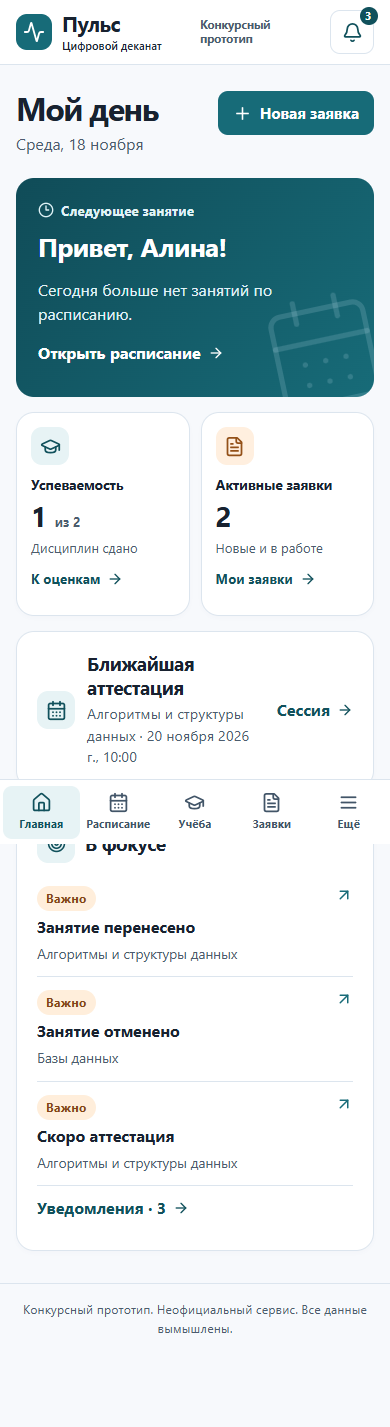 Пульс
Цифровой деканат
Конкурсный
прототип
3
Мой день
Среда, 18 ноября
Новая заявка
Следующее занятие
Привет, Алина!
Сегодня больше нет занятий по
расписанию.
Открыть расписание
Успеваемость
1 из 2
Дисциплин сдано
К оценкам
Активные заявки
2
Новые и в работе
Мои заявки
Ближайшая
аттестация
Алгоритмы и структуры
данных · 20 ноября 2026
г., 10:00
Сессия
Главная
Расписание
Учёба
Заявки
Ещё
В фокусе
Важно
Занятие перенесено
Алгоритмы и структуры данных
Важно
Занятие отменено
Базы данных
Важно
Скоро аттестация
Алгоритмы и структуры данных
Уведомления · 3
Конкурсный прототип. Неофициальный сервис. Все данные
вымышлены.